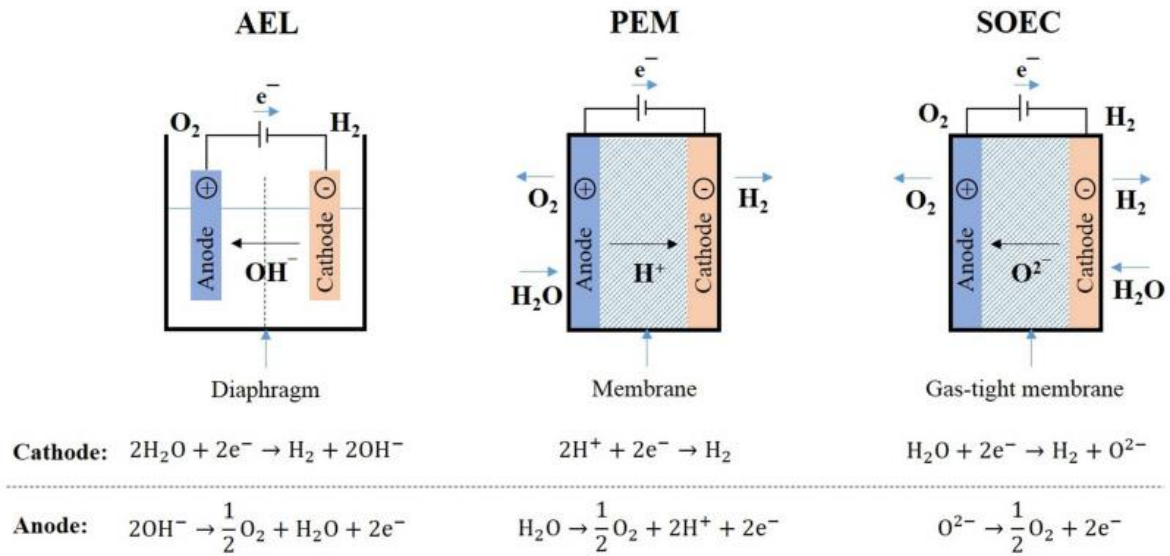 AEL
PEM
SOEC
e⁻
O₂
H₂
+
-
Anode
Cathode
OH⁻
Diaphragm
e⁻
+
-
O₂
H₂
Anode
Cathode
H⁺
H₂O
Membrane
e⁻
O₂
H₂
+
-
O₂
H₂
Anode
Cathode
O²⁻
H₂O
Gas-tight membrane
Cathode: 2H₂O + 2e⁻ → H₂ + 2OH⁻ 2H⁺ + 2e⁻ → H₂ H₂O + 2e⁻ → H₂ + O²⁻
Anode: 2OH⁻ → 1/2 O₂ + H₂O + 2e⁻ H₂O → 1/2 O₂ + 2H⁺ + 2e⁻ O²⁻ → 1/2 O₂ + 2e⁻